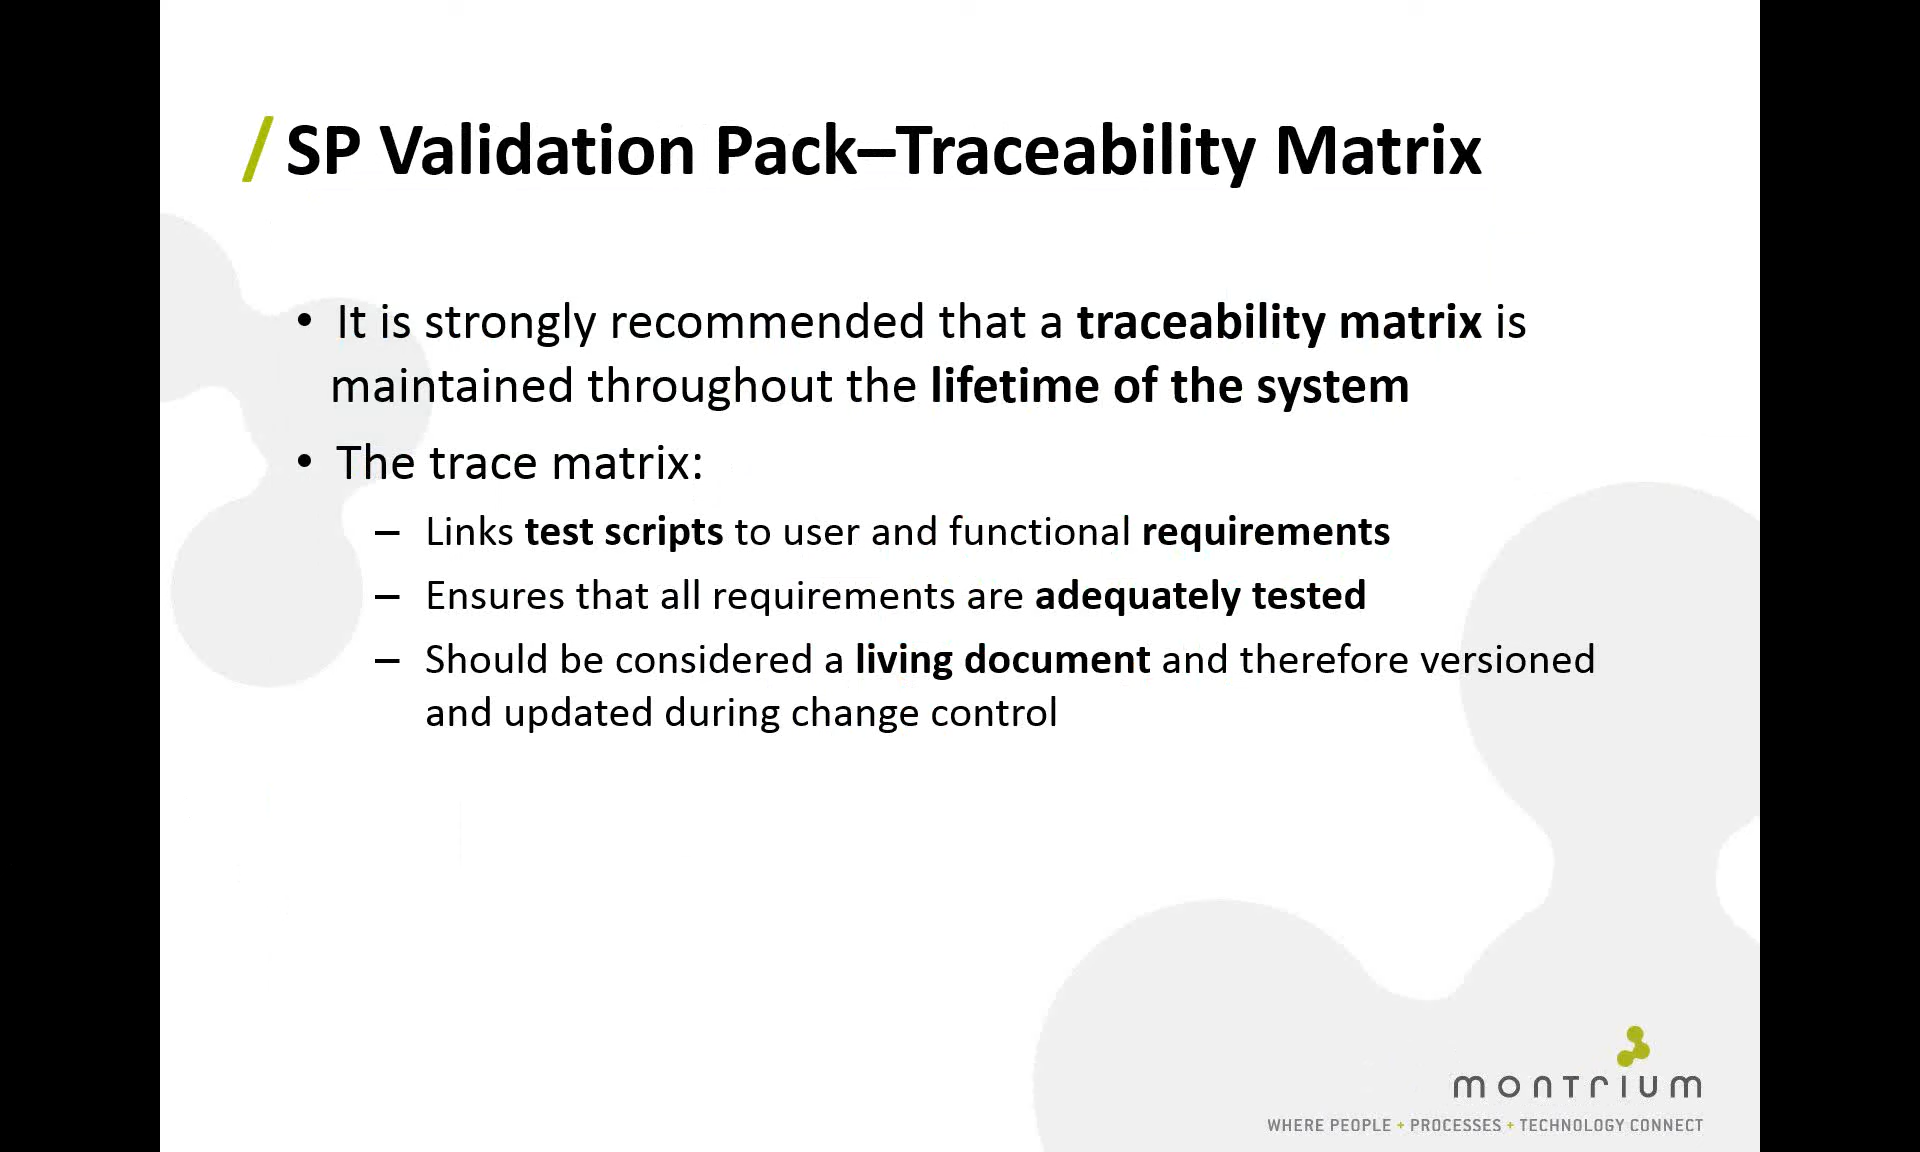 / SP Validation Pack–Traceability Matrix
• It is strongly recommended that a traceability matrix is
maintained throughout the lifetime of the system
• The trace matrix:
– Links test scripts to user and functional requirements
– Ensures that all requirements are adequately tested
– Should be considered a living document and therefore versioned
and updated during change control
montrium
WHERE PEOPLE + PROCESSES + TECHNOLOGY CONNECT